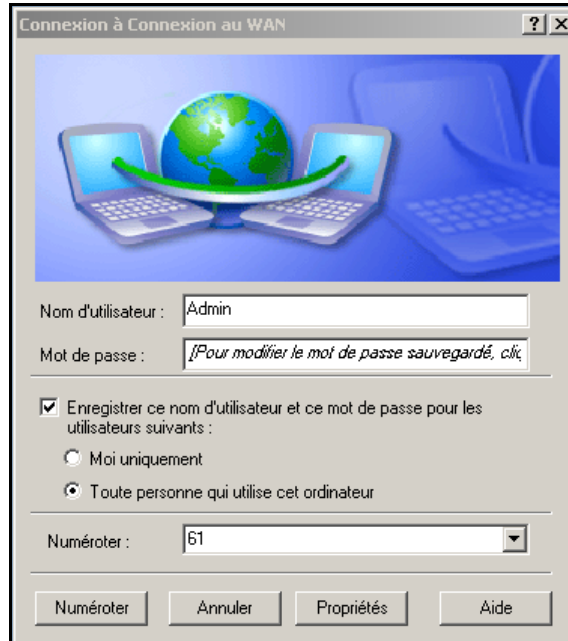 Connexion à Connexion au WAN
Nom d'utilisateur : Admin
Mot de passe : [Pour modifier le mot de passe sauvegardé, cliq
Enregistrer ce nom d'utilisateur et ce mot de passe pour les
utilisateurs suivants :
Moi uniquement
Toute personne qui utilise cet ordinateur
Numéroter : 61
Numéroter Annuler Propriétés Aide